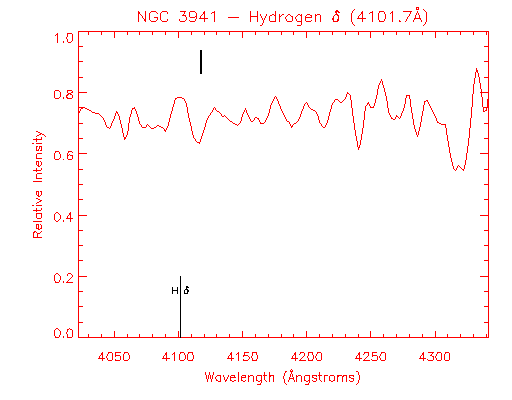 NGC 3941 — Hydrogen δ (4101.7Å)
1.0
0.8
0.6
0.4
0.2
0.0
Relative Intensity
H δ
4050 4100 4150 4200 4250 4300
Wavelength (Ångstroms)